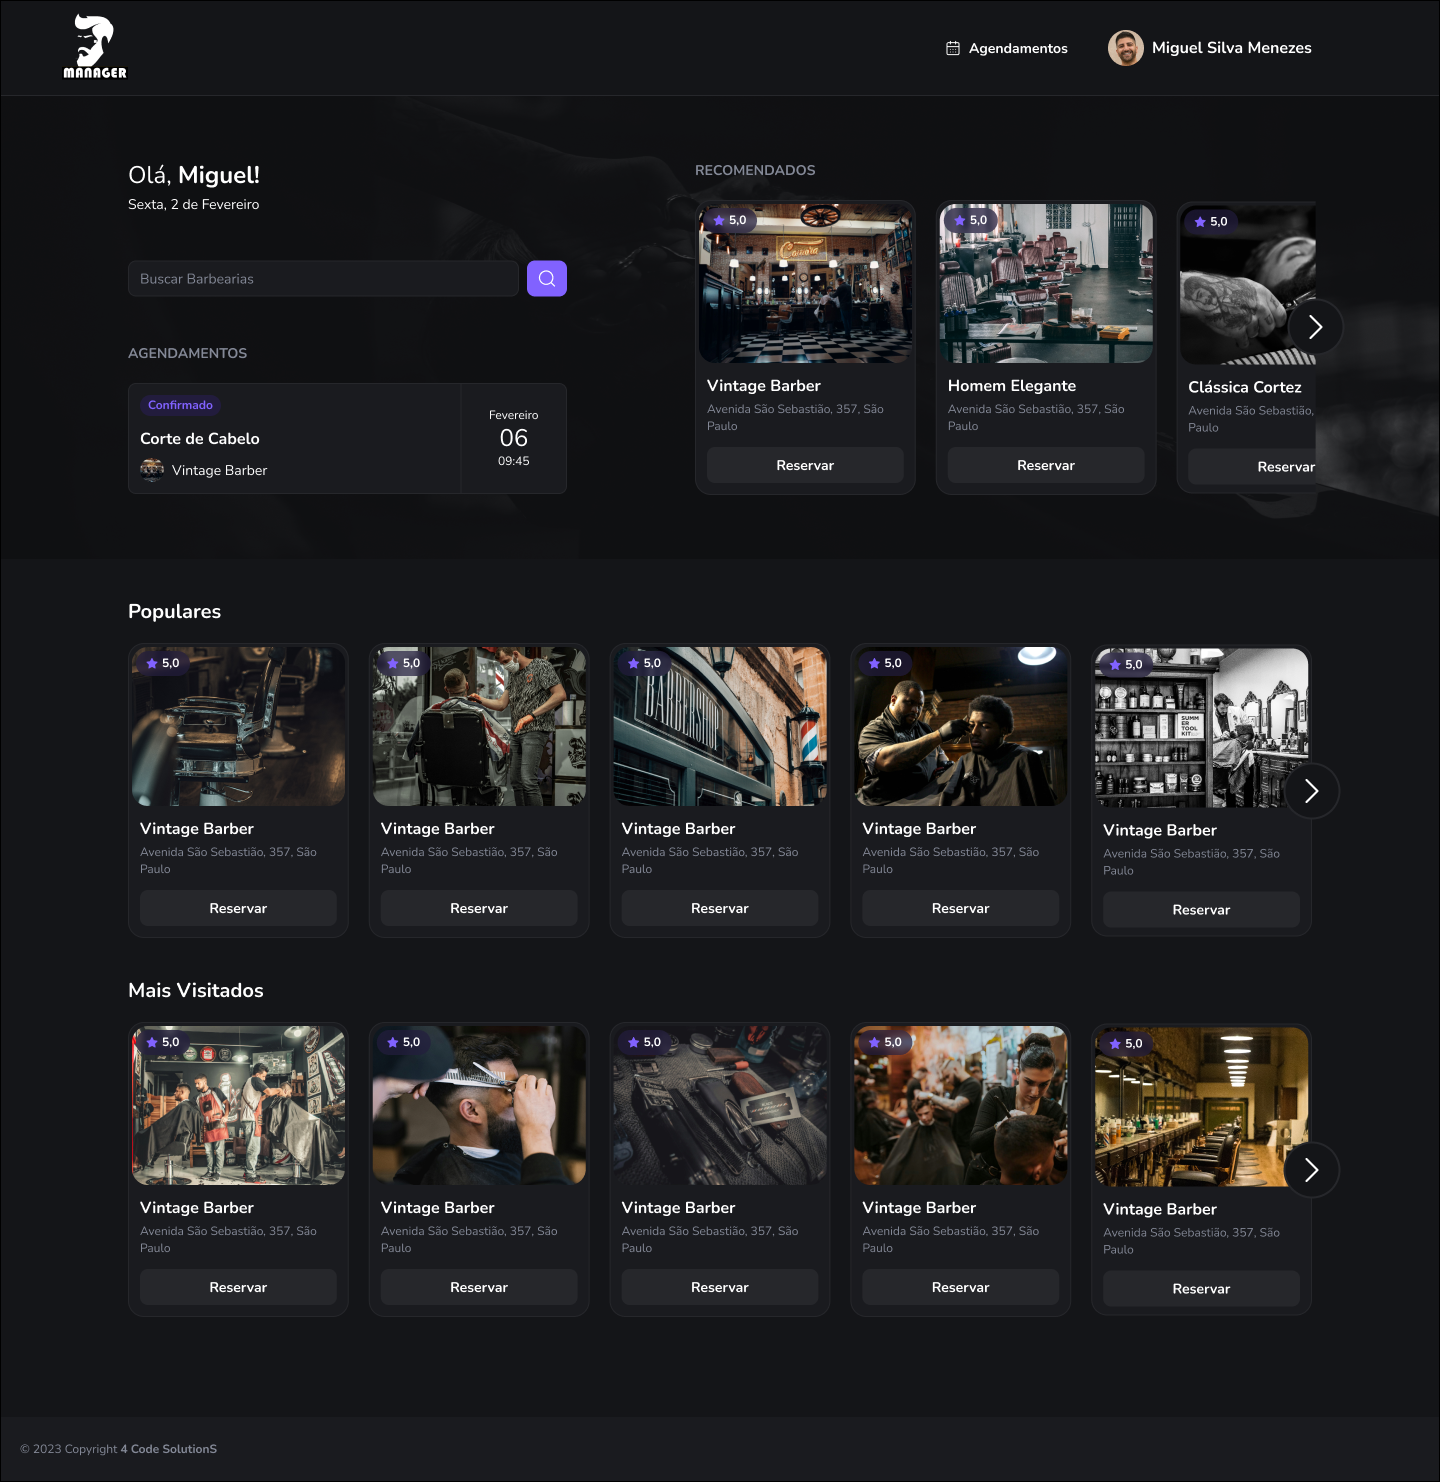 MANAGER
Agendamentos
Miguel Silva Menezes
Olá, Miguel!
Sexta, 2 de Fevereiro
Buscar Barbearias
AGENDAMENTOS
Confirmado
Corte de Cabelo
Vintage Barber
Fevereiro
06
09:45
RECOMENDADOS
5,0
Vintage Barber
Avenida São Sebastião, 357, São
Paulo
Reservar
5,0
Homem Elegante
Avenida São Sebastião, 357, São
Paulo
Reservar
5,0
Clássica Cortez
Avenida São Sebastião,
Paulo
Reservar
Populares
5,0
Vintage Barber
Avenida São Sebastião, 357, São
Paulo
Reservar
5,0
Vintage Barber
Avenida São Sebastião, 357, São
Paulo
Reservar
5,0
BARBERSHOP
Vintage Barber
Avenida São Sebastião, 357, São
Paulo
Reservar
5,0
Vintage Barber
Avenida São Sebastião, 357, São
Paulo
Reservar
5,0
SUMM
ER
TOOL
KIT
Vintage Barber
Avenida São Sebastião, 357, São
Paulo
Reservar
Mais Visitados
5,0
Vintage Barber
Avenida São Sebastião, 357, São
Paulo
Reservar
5,0
Vintage Barber
Avenida São Sebastião, 357, São
Paulo
Reservar
5,0
Vintage Barber
Avenida São Sebastião, 357, São
Paulo
Reservar
5,0
Vintage Barber
Avenida São Sebastião, 357, São
Paulo
Reservar
5,0
Vintage Barber
Avenida São Sebastião, 357, São
Paulo
Reservar
© 2023 Copyright 4 Code SolutionS